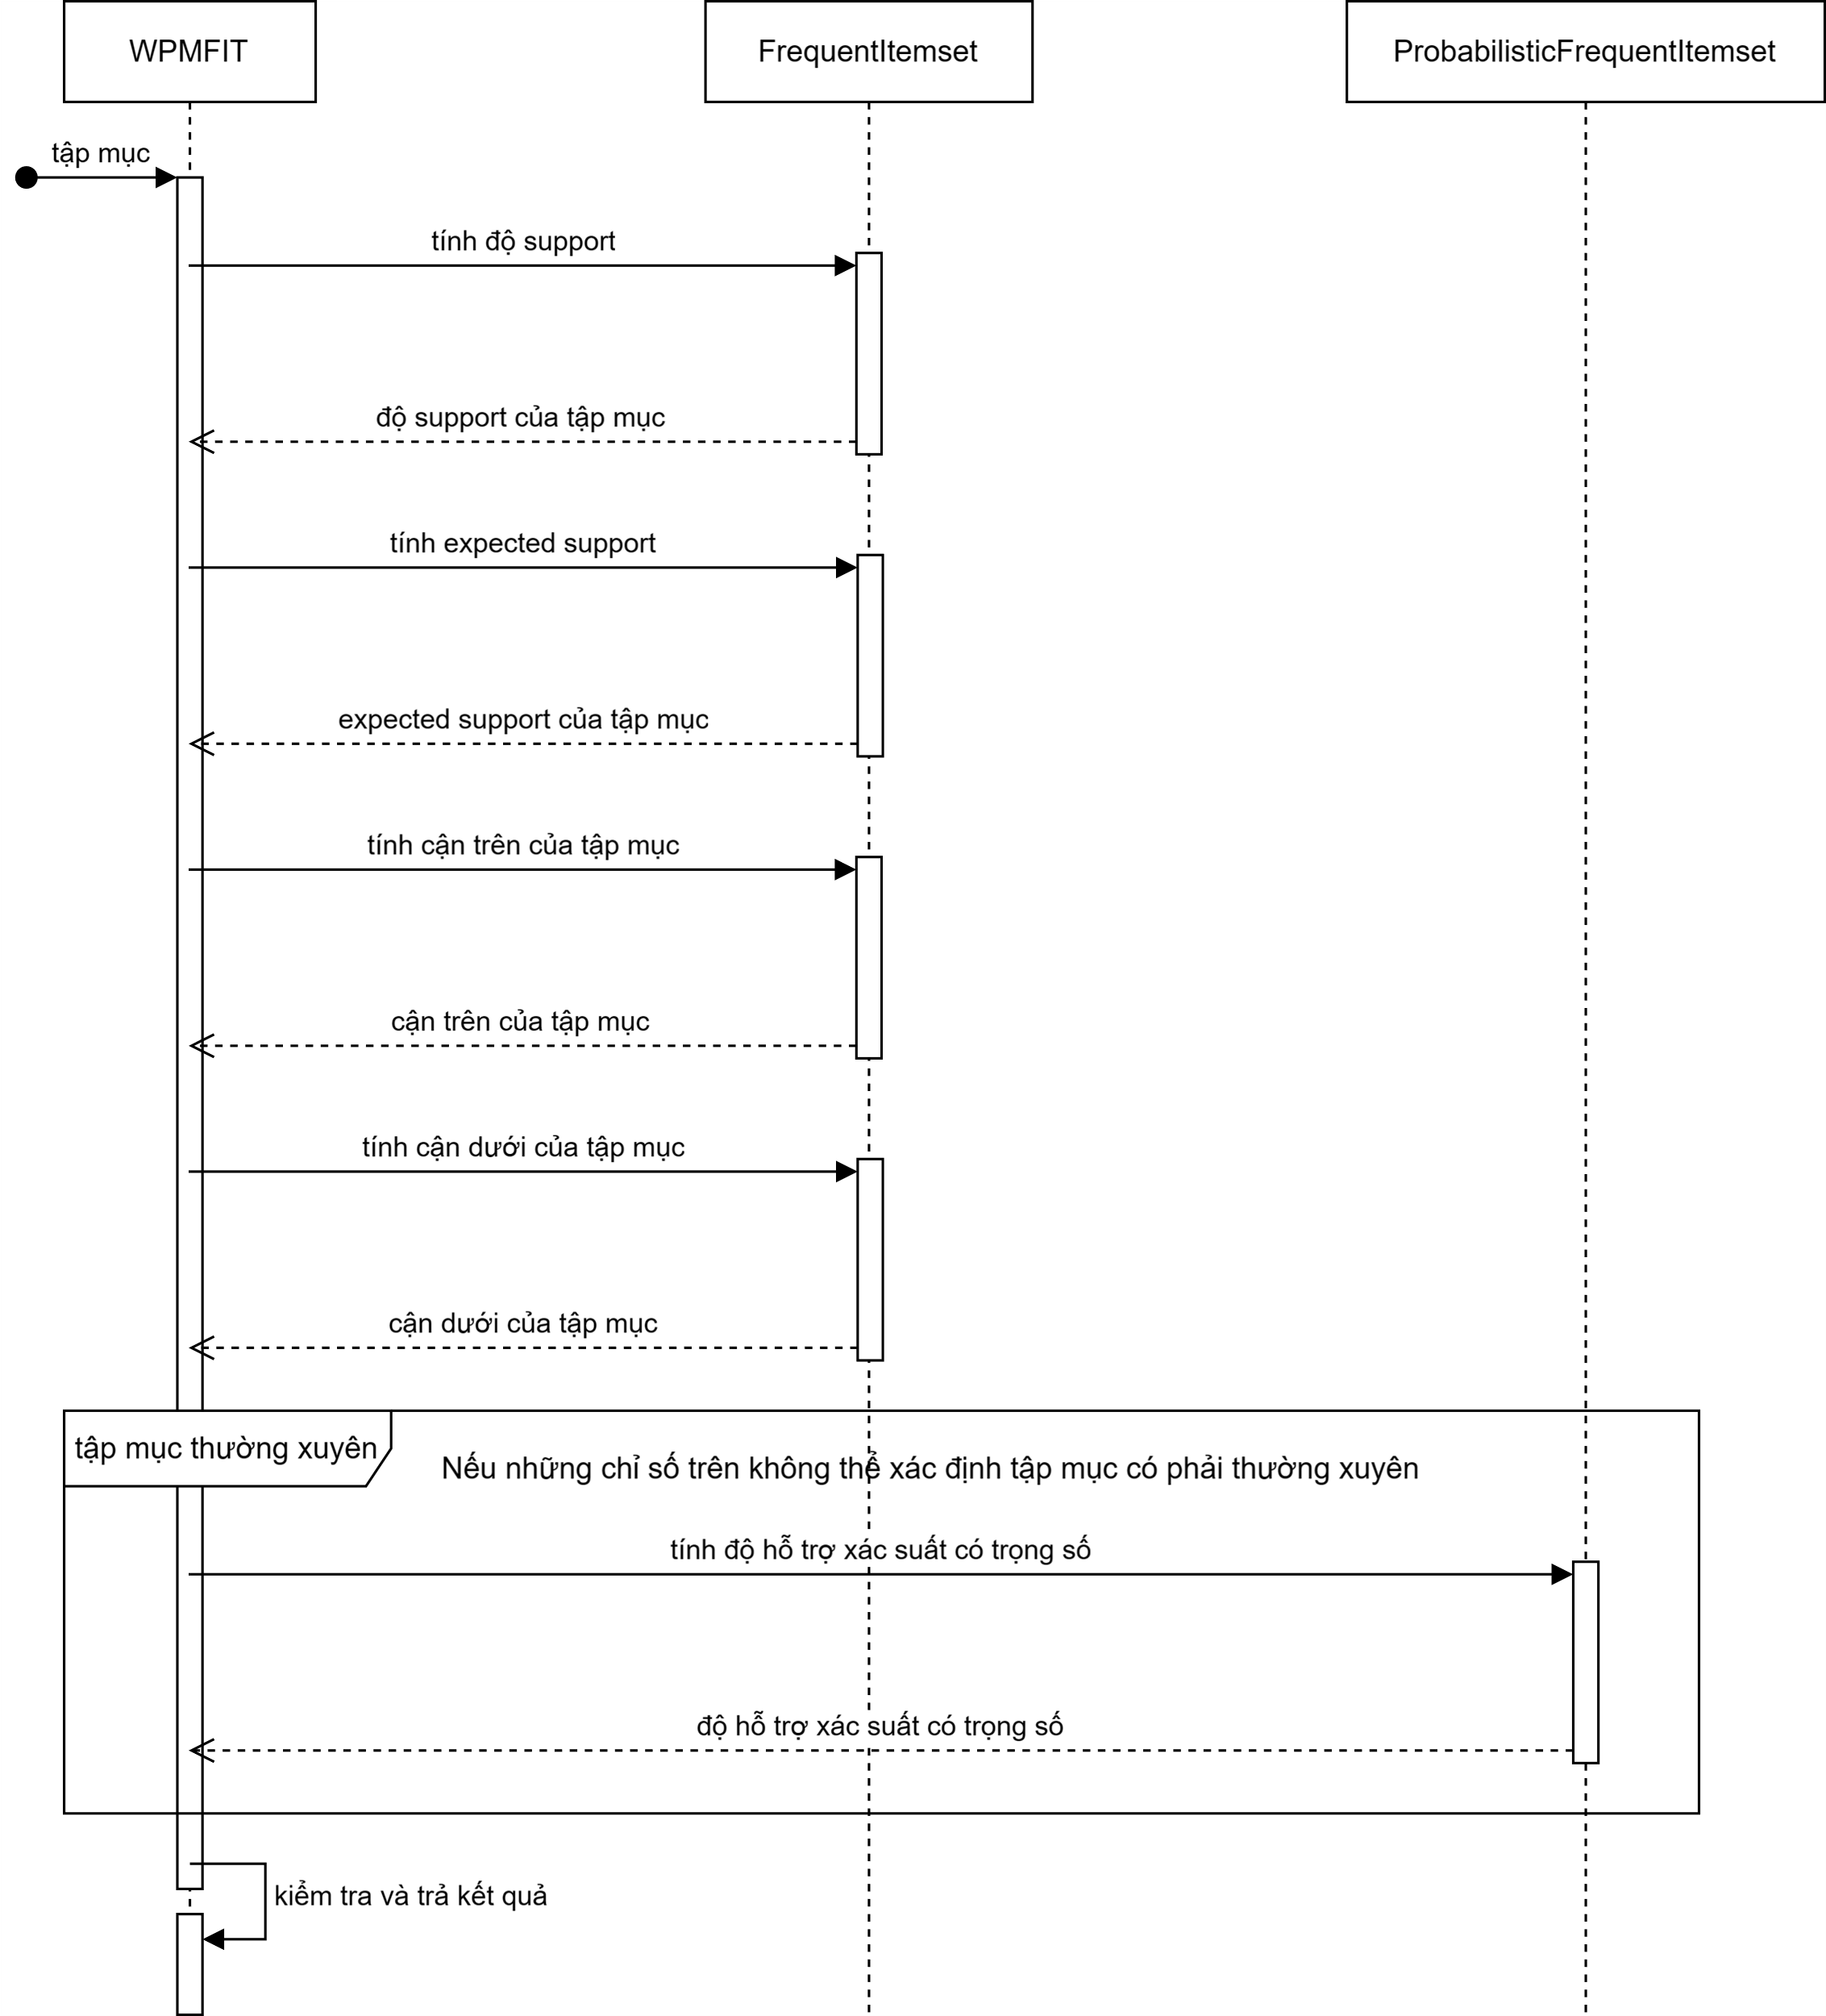 WPMFIT
FrequentItemset
ProbabilisticFrequentItemset
tập mục
tính độ support
độ support của tập mục
tính expected support
expected support của tập mục
tính cận trên của tập mục
cận trên của tập mục
tính cận dưới của tập mục
cận dưới của tập mục
tập mục thường xuyên
Nếu những chỉ số trên không thể xác định tập mục có phải thường xuyên
tính độ hỗ trợ xác suất có trọng số
độ hỗ trợ xác suất có trọng số
kiểm tra và trả kết quả